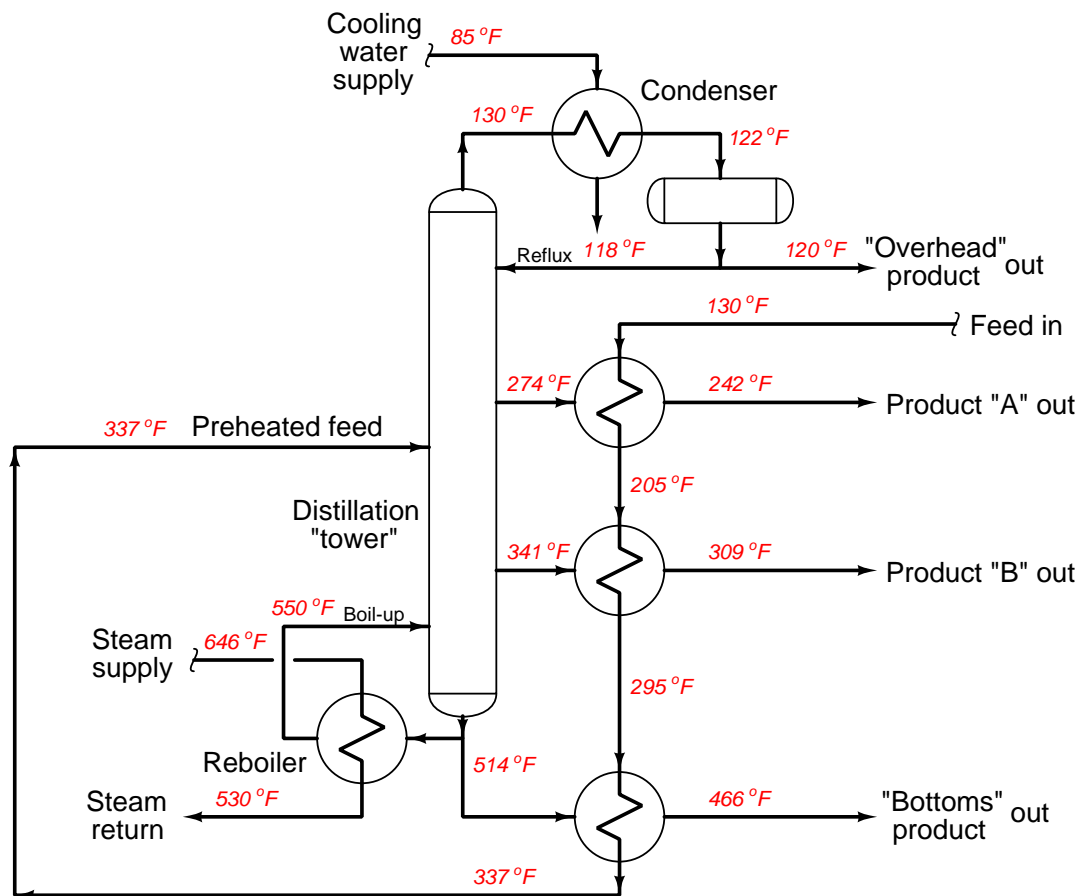 Cooling
water
supply
85 °F
Condenser
130 °F
122 °F
Reflux
118 °F
120 °F
"Overhead"
product
out
130 °F
Feed in
274 °F
242 °F
Product "A" out
337 °F
Preheated feed
205 °F
Distillation
"tower"
341 °F
309 °F
Product "B" out
550 °F
Boil-up
Steam
supply
646 °F
295 °F
Reboiler
514 °F
Steam
return
530 °F
466 °F
"Bottoms"
product
out
337 °F